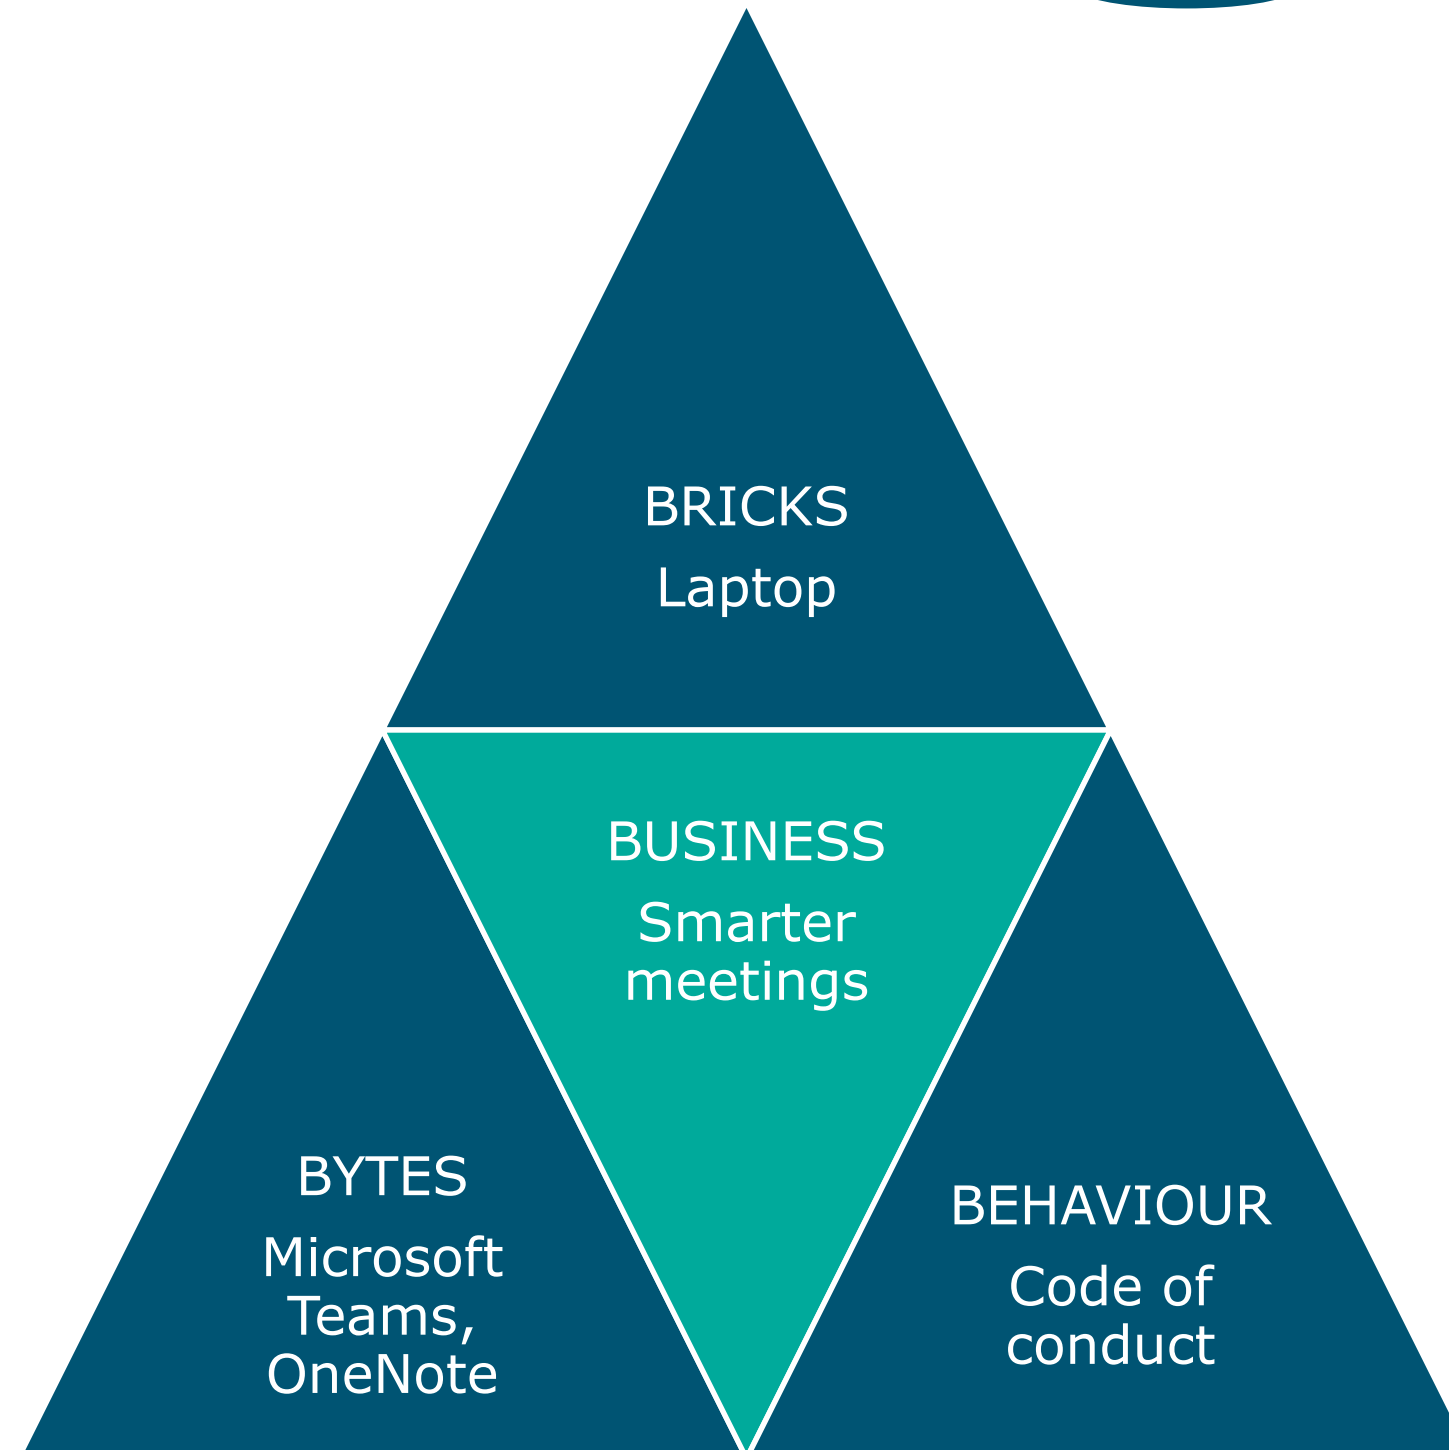 BRICKS
Laptop
BUSINESS
Smarter
meetings
BYTES
Microsoft
Teams,
OneNote
BEHAVIOUR
Code of
conduct